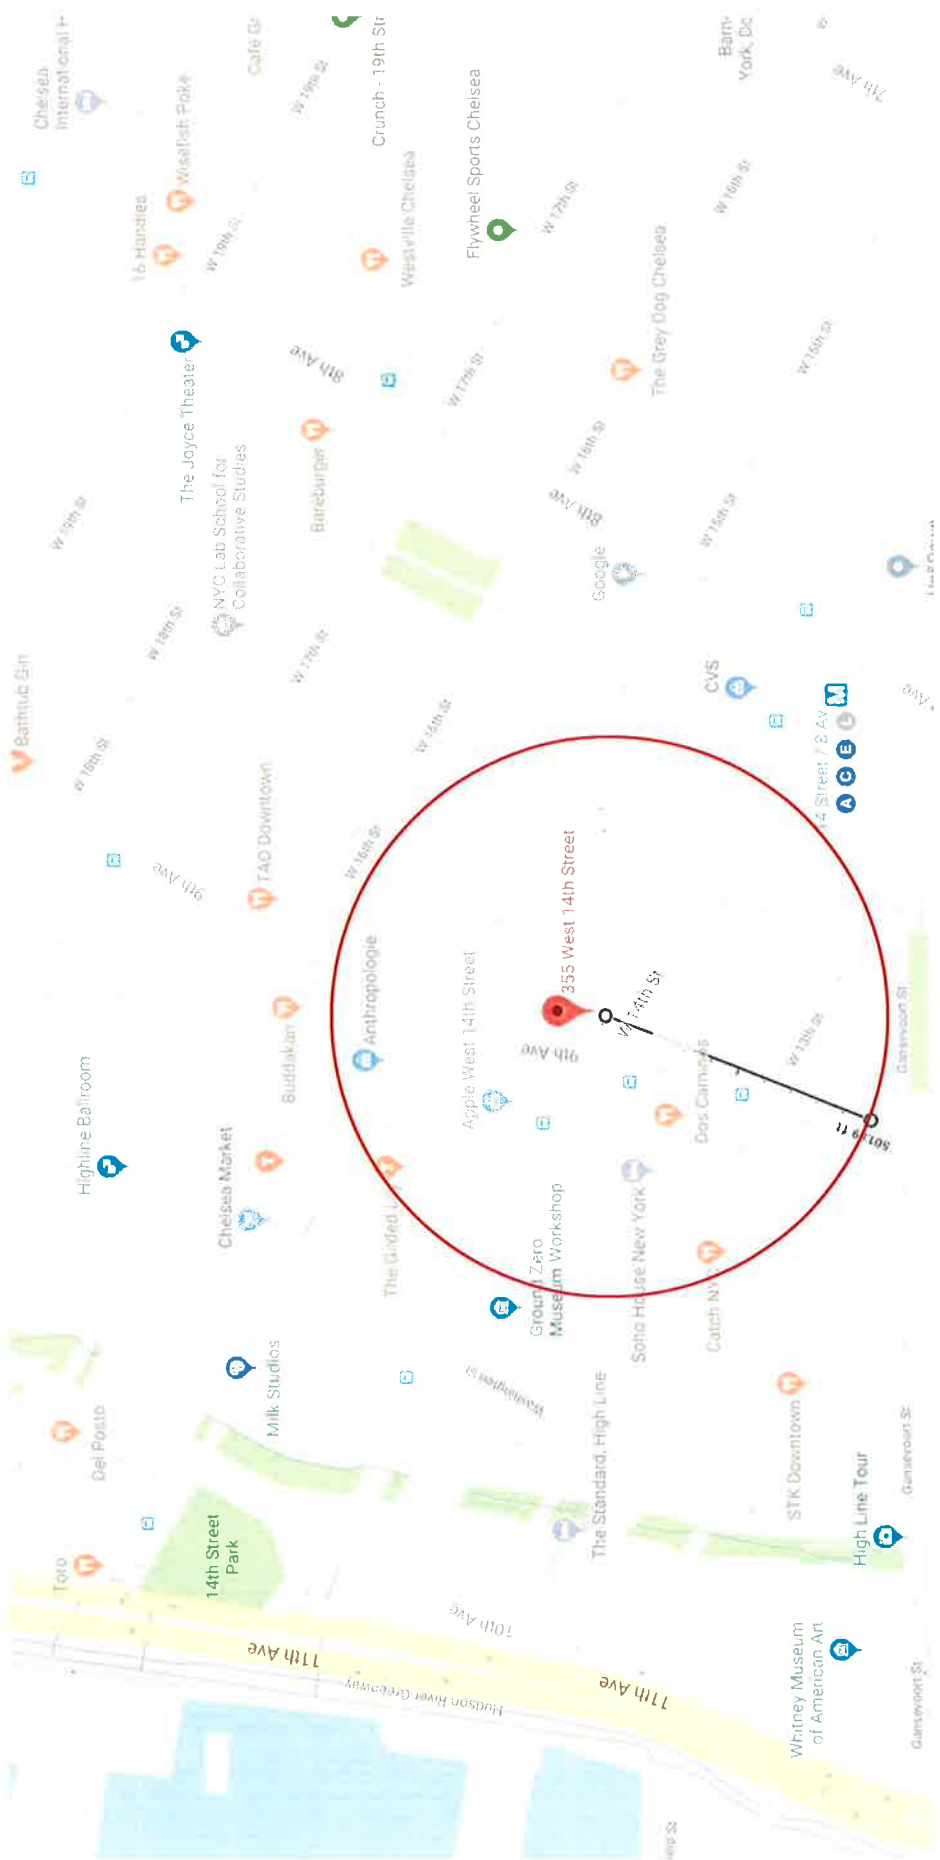 Chelsea
International H
16 Handles
Wisefish Poke
Café Gr
W 19th St
Crunch - 19th Str
Flywheel Sports Chelsea
Barn
York, Do
7th Ave
W 19th St
Westville Chelsea
W 17th St
W 16th St
The Joyce Theater
8th Ave
W 17th St
The Grey Dog Chelsea
W 15th St
W 19th St
NYC Lab School for
Collaborative Studies
Bareburger
W 16th St
8th Ave
W 15th St
Google
W 18th St
W 17th St
Bathtub Gin
W 18th St
W 16th St
CVS
14 Street / 8 Av
A C E L
M
9th Ave
TAO Downtown
W 16th St
Anthropologie
Apple West 14th Street
355 West 14th Street
W 14th St
9th Ave
W 13th St
Gansevoort St
Highline Ballroom
Buddakan
Dos Caminos
Chelsea Market
The Gilded
Ground Zero
Museum Workshop
Soho House New York
Catch NYC
Milk Studios
Washington St
The Standard, High Line
STK Downtown
High Line Tour
Gansevoort St
Del Posto
Toro
14th Street
Park
10th Ave
11th Ave
11th Ave
Hudson River Greenway
Whitney Museum
of American Art
Gansevoort St